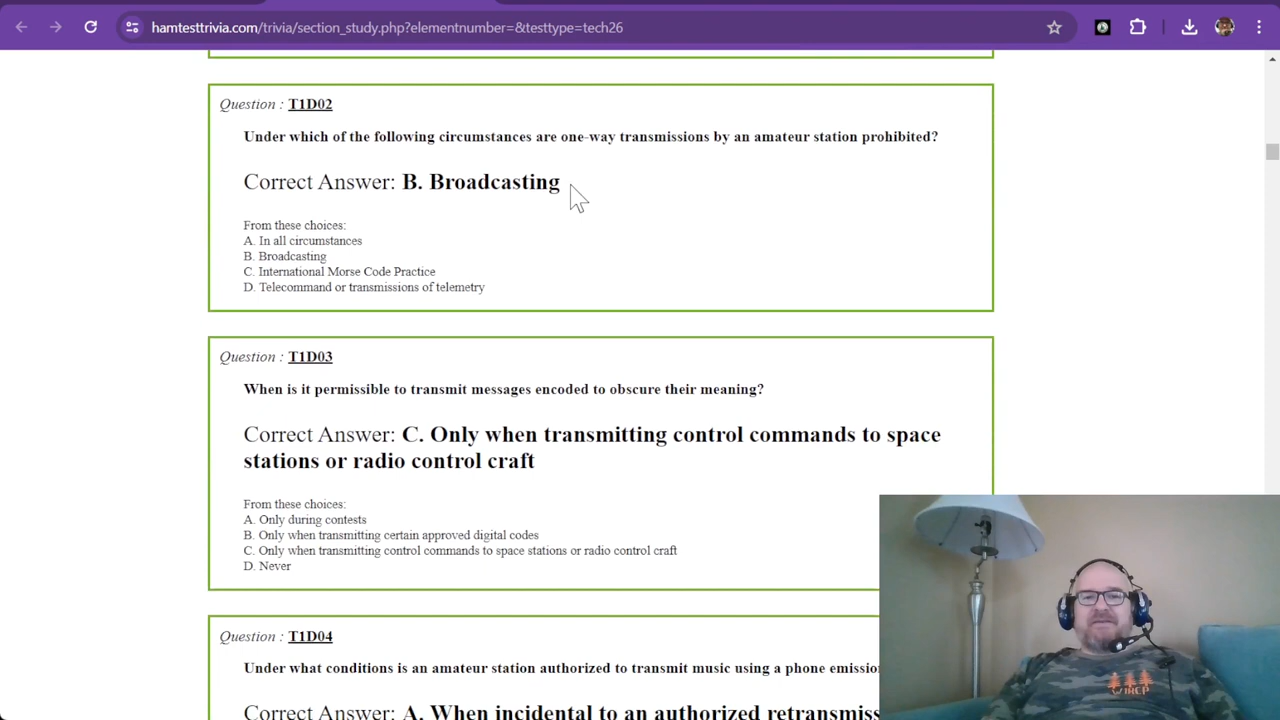 hamtesttrivia.com/trivia/section_study.php?elementnumber=&testtype=tech26
Question : T1D02
Under which of the following circumstances are one-way transmissions by an amateur station prohibited?
Correct Answer: B. Broadcasting
From these choices:
A. In all circumstances
B. Broadcasting
C. International Morse Code Practice
D. Telecommand or transmissions of telemetry
Question : T1D03
When is it permissible to transmit messages encoded to obscure their meaning?
Correct Answer: C. Only when transmitting control commands to space
stations or radio control craft
From these choices:
A. Only during contests
B. Only when transmitting certain approved digital codes
C. Only when transmitting control commands to space stations or radio control craft
D. Never
Question : T1D04
Under what conditions is an amateur station authorized to transmit music using a phone
Correct Answer: A. When incidental to an authorized